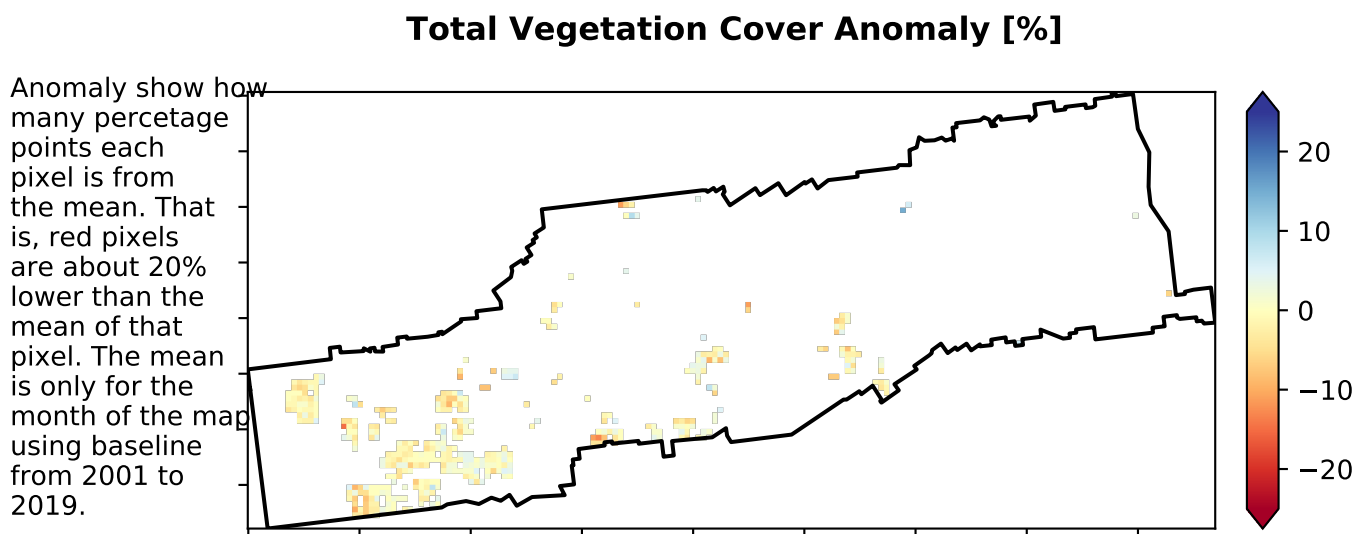 Total Vegetation Cover Anomaly [%]
Anomaly show how
many percetage
points each
pixel is from
the mean. That
is, red pixels
are about 20%
lower than the
mean of that
pixel. The mean
is only for the
month of the map
using baseline
from 2001 to
2019.
20
10
0
−10
−20